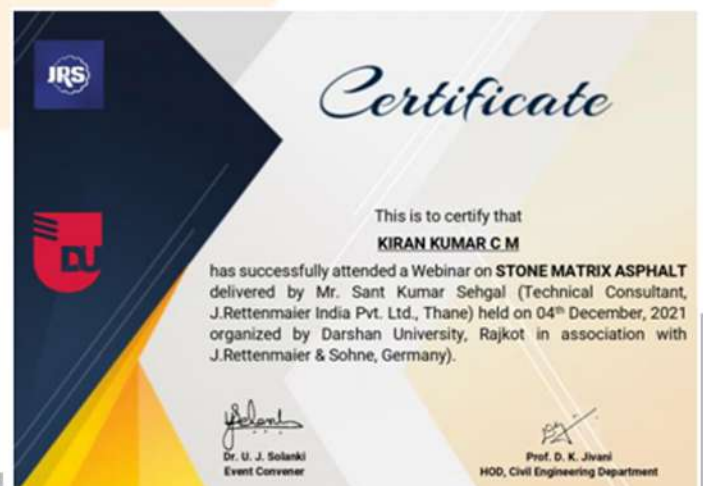 JRS
Certificate
DU
This is to certify that
KIRAN KUMAR C M
has successfully attended a Webinar on STONE MATRIX ASPHALT
delivered by Mr. Sant Kumar Sehgal (Technical Consultant,
J.Rettenmaier India Pvt. Ltd., Thane) held on 04th December, 2021
organized by Darshan University, Rajkot in association with
J.Rettenmaier & Sohne, Germany).
Dr. U. J. Solanki
Event Convener
Prof. D. K. Jivani
HOD, Civil Engineering Department